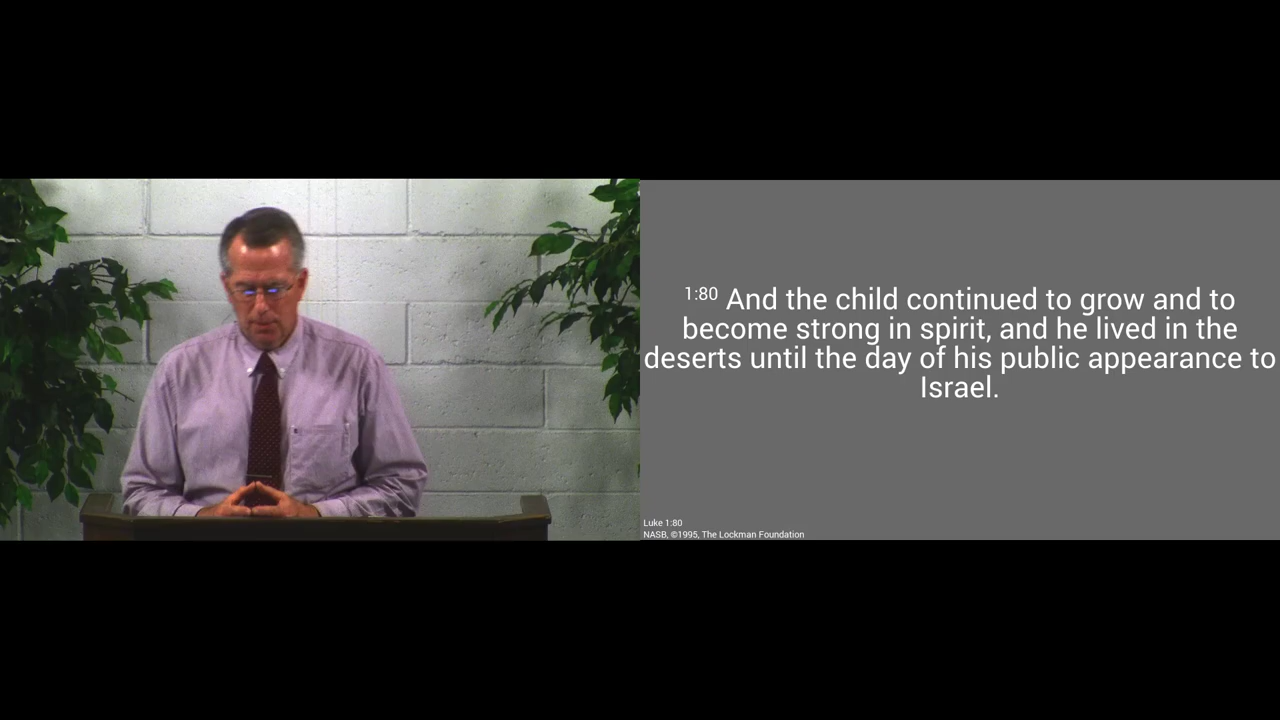 1:80 And the child continued to grow and to
become strong in spirit, and he lived in the
deserts until the day of his public appearance to
Israel.
Luke 1:80
NASB, ©1995, The Lockman Foundation